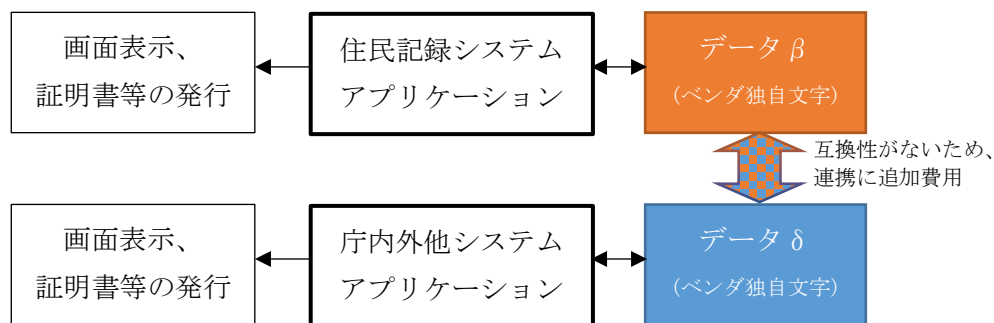 画面表示、
証明書等の発行
住民記録システム
アプリケーション
データβ
(ベンダ独自文字)
互換性がないため、
連携に追加費用
画面表示、
証明書等の発行
庁内外他システム
アプリケーション
データδ
(ベンダ独自文字)